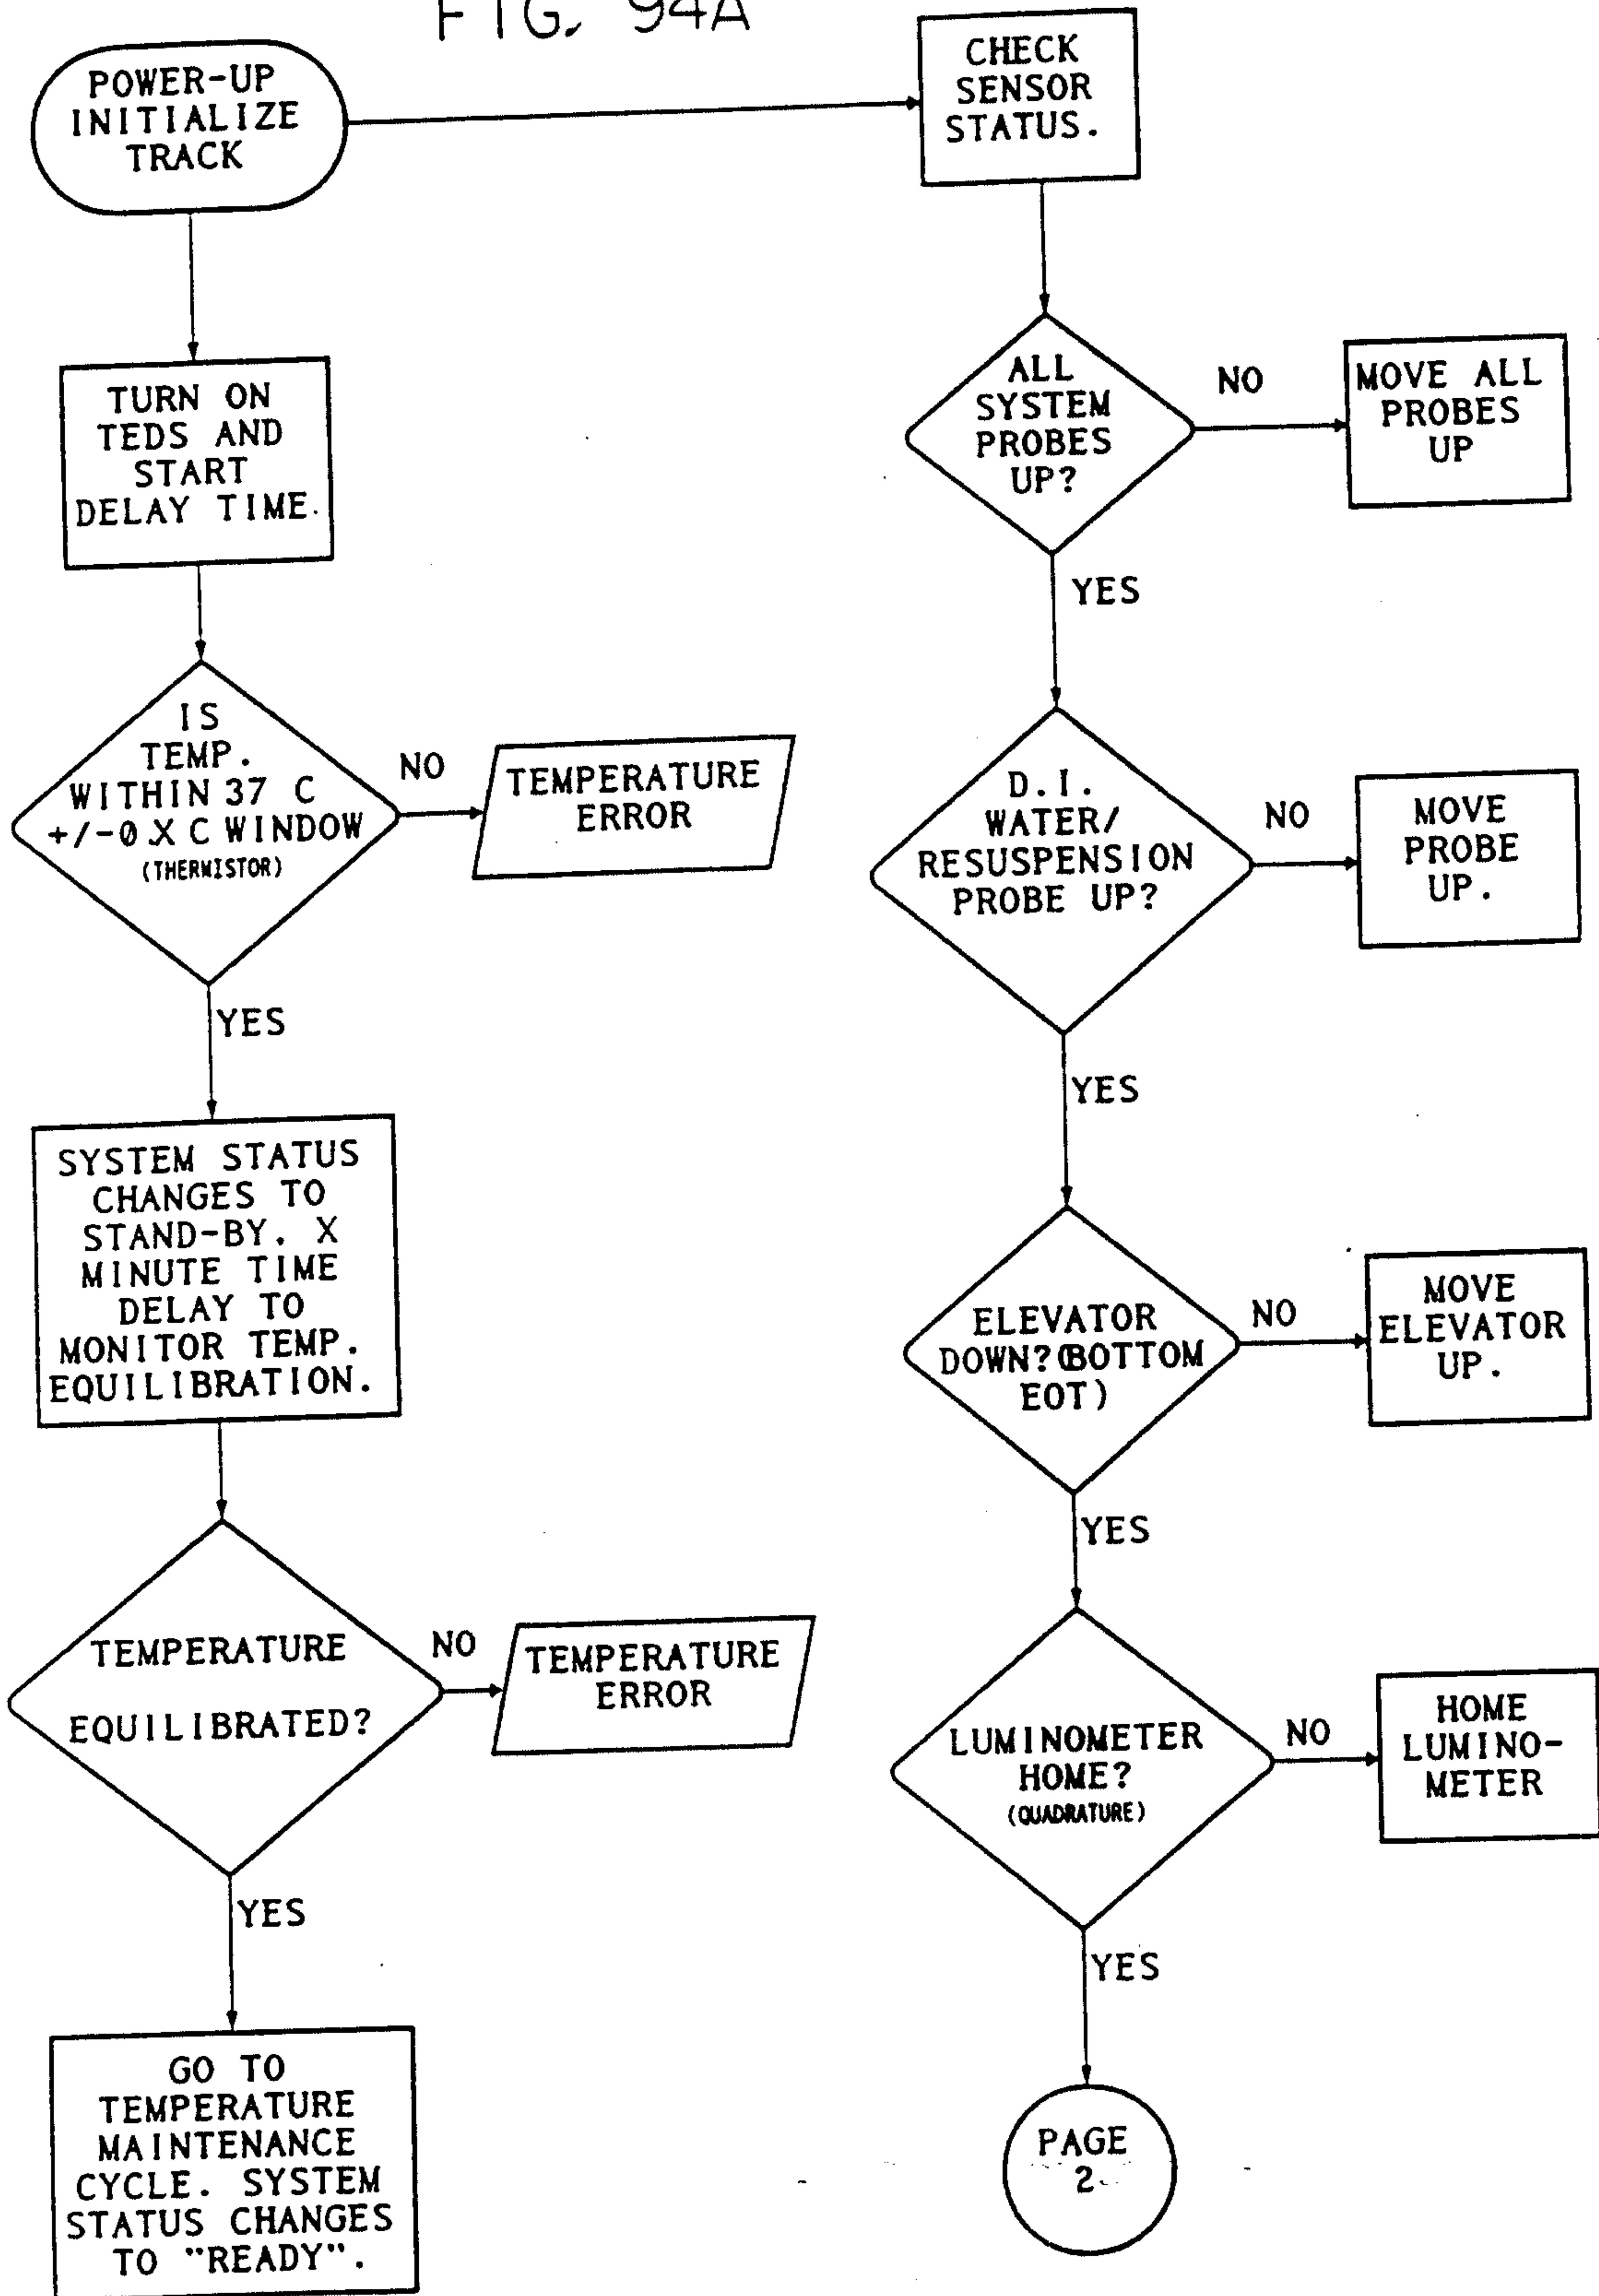 FIG. 94A
POWER-UP
INITIALIZE
TRACK
TURN ON
TEDS AND
START
DELAY TIME.
IS
TEMP.
WITHIN 37 C
+/-0.X C WINDOW
(THERMISTOR)
NO
TEMPERATURE
ERROR
YES
SYSTEM STATUS
CHANGES TO
STAND-BY. X
MINUTE TIME
DELAY TO
MONITOR TEMP.
EQUILIBRATION.
TEMPERATURE
EQUILIBRATED?
NO
TEMPERATURE
ERROR
YES
GO TO
TEMPERATURE
MAINTENANCE
CYCLE. SYSTEM
STATUS CHANGES
TO "READY".
CHECK
SENSOR
STATUS.
ALL
SYSTEM
PROBES
UP?
NO
MOVE ALL
PROBES
UP
YES
D.I.
WATER/
RESUSPENSION
PROBE UP?
NO
MOVE
PROBE
UP.
YES
ELEVATOR
DOWN?(BOTTOM
EOT)
NO
MOVE
ELEVATOR
UP.
YES
LUMINOMETER
HOME?
(QUADRATURE)
NO
HOME
LUMINO-
METER
YES
PAGE
2